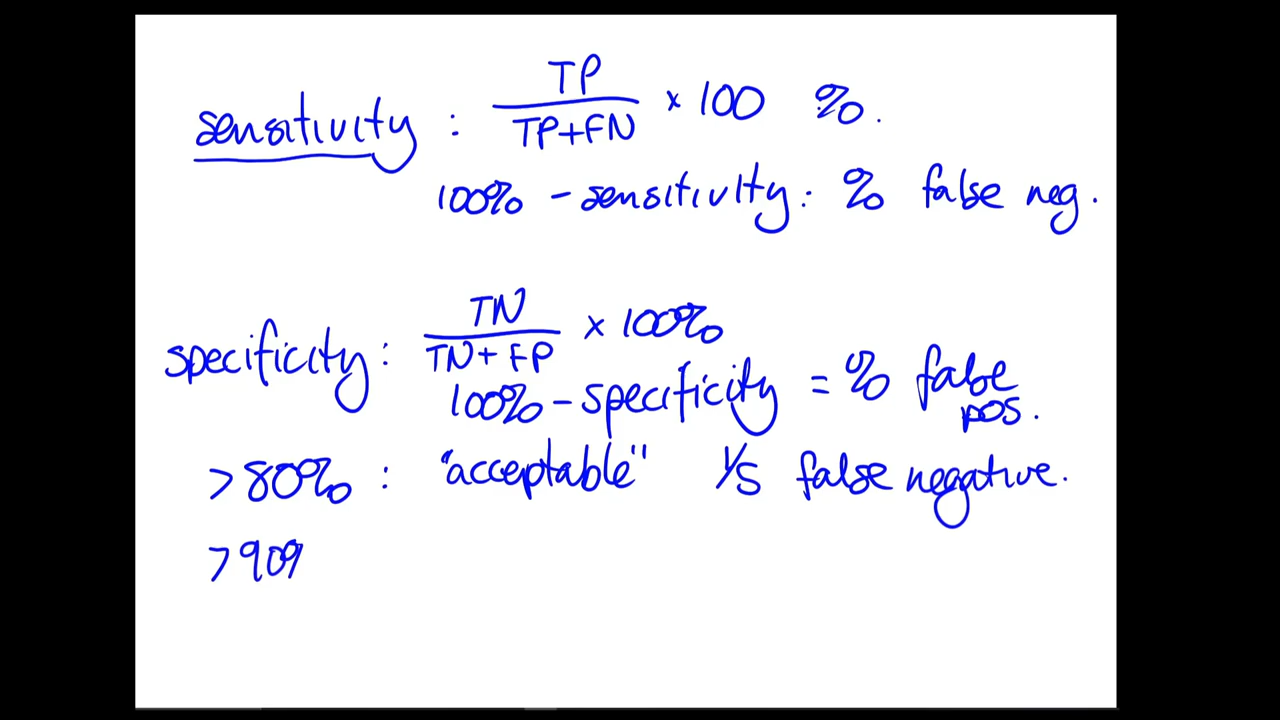 sensitivity : TP / TP+FN × 100 %.
100% - sensitivity : % false neg.
specificity : TN / TN + FP × 100%
100% - specificity = % false pos.
>80% : "acceptable" 1/5 false negative.
>90%